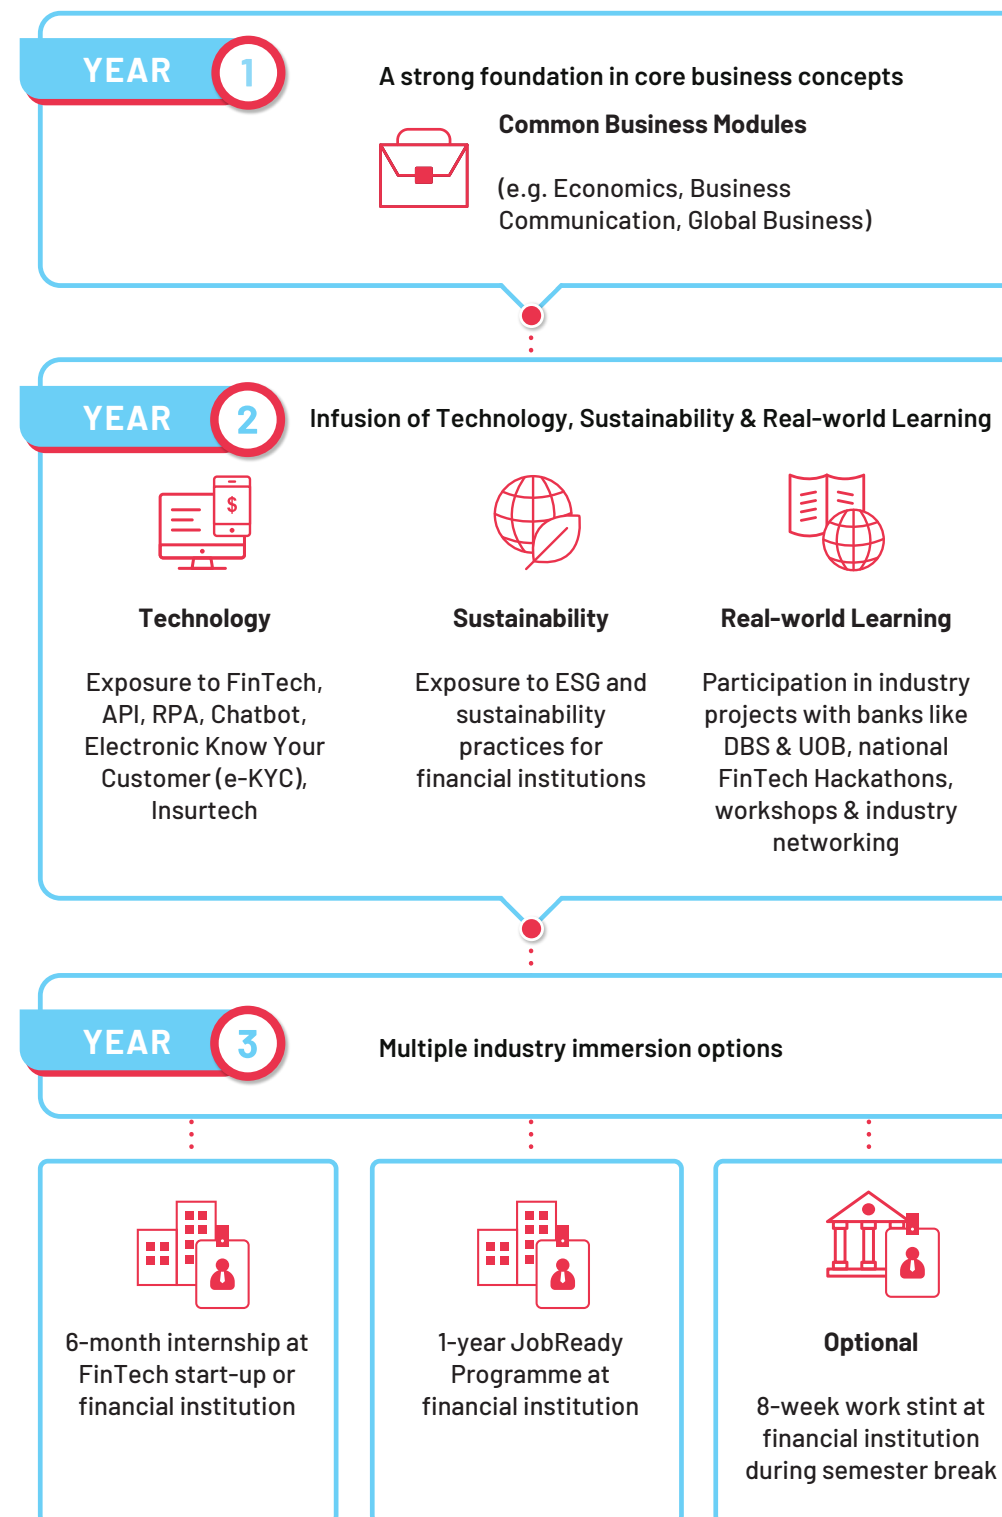 YEAR 1
A strong foundation in core business concepts
Common Business Modules
(e.g. Economics, Business
Communication, Global Business)
YEAR 2
Infusion of Technology, Sustainability & Real-world Learning
$
Technology
Exposure to FinTech,
API, RPA, Chatbot,
Electronic Know Your
Customer (e-KYC),
Insurtech
Sustainability
Exposure to ESG and
sustainability
practices for
financial institutions
Real-world Learning
Participation in industry
projects with banks like
DBS & UOB, national
FinTech Hackathons,
workshops & industry
networking
YEAR 3
Multiple industry immersion options
6-month internship at
FinTech start-up or
financial institution
1-year JobReady
Programme at
financial institution
Optional
8-week work stint at
financial institution
during semester break